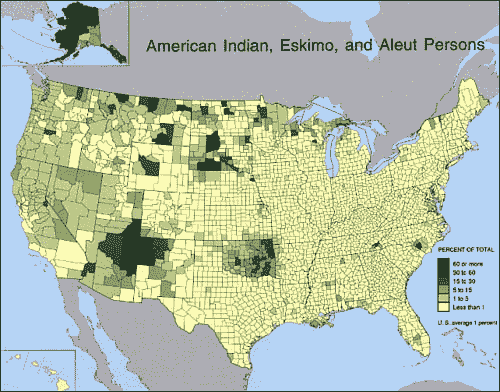 American Indian, Eskimo, and Aleut Persons
PERCENT OF TOTAL
60 or more
30 to 60
15 to 30
5 to 15
1 to 5
Less than 1
U.S. average 1 percent